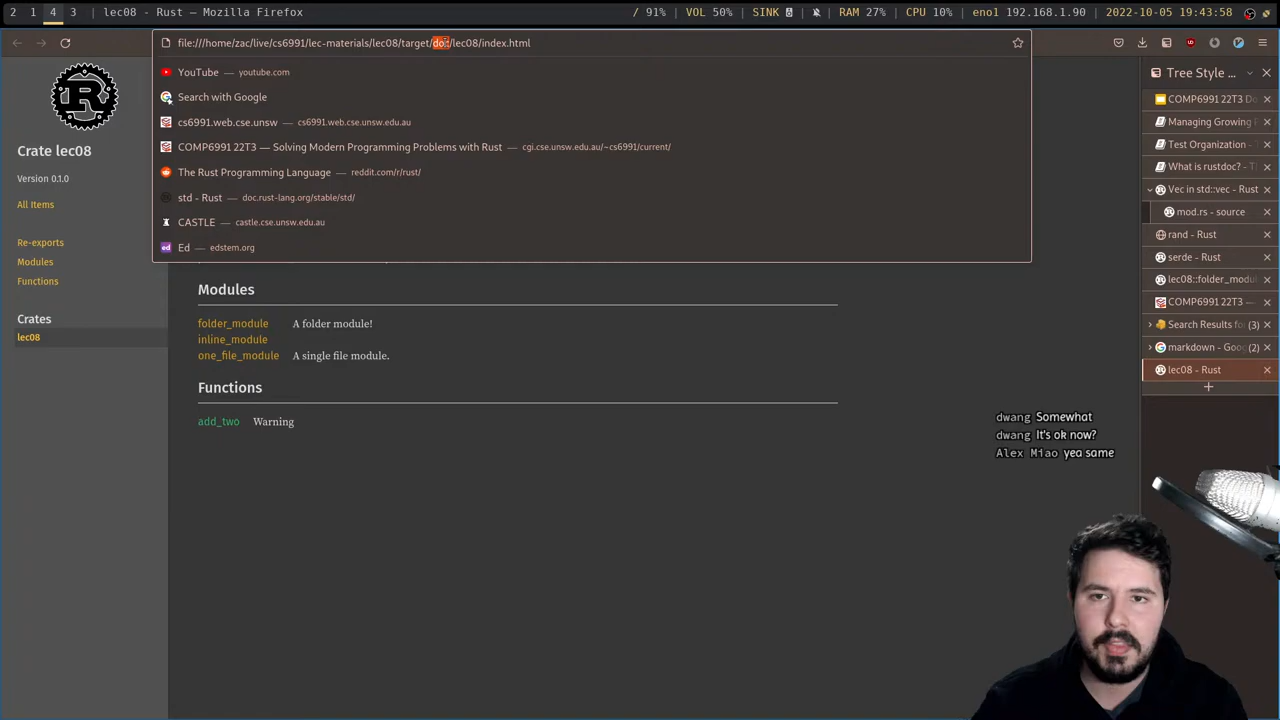 2 1 4 3 lec08 - Rust — Mozilla Firefox / 91% VOL 50% SINK RAM 27% CPU 10% eno1 192.168.1.90 2022-10-05 19:43:58
file:///home/zac/live/cs6991/lec-materials/lec08/target/doc/lec08/index.html
YouTube — youtube.com
Search with Google
cs6991.web.cse.unsw — cs6991.web.cse.unsw.edu.au
COMP6991 22T3 — Solving Modern Programming Problems with Rust — cgi.cse.unsw.edu.au/~cs6991/current/
The Rust Programming Language — reddit.com/r/rust/
std - Rust — doc.rust-lang.org/stable/std/
CASTLE — castle.cse.unsw.edu.au
Ed — edstem.org
Crate lec08
Version 0.1.0
All Items
Re-exports
Modules
Functions
Crates
lec08
Modules
folder_module A folder module!
inline_module
one_file_module A single file module.
Functions
add_two Warning
Tree Style ...
COMP6991 22T3 Do
Managing Growing P
Test Organization -
What is rustdoc? - T
Vec in std::vec - Rust
mod.rs - source
rand - Rust
serde - Rust
lec08::folder_modu
COMP6991 22T3 —
Search Results fo (3)
markdown - Goog (2)
lec08 - Rust
dwang Somewhat
dwang It's ok now?
Alex Miao yea same